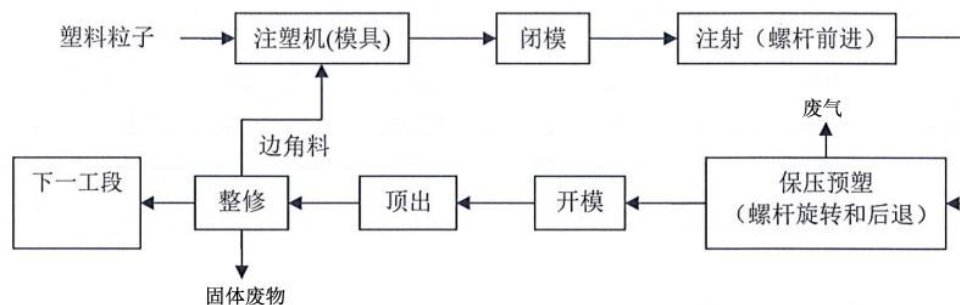 塑料粒子
注塑机(模具)
闭模
注射（螺杆前进）
废气
边角料
下一工段
整修
顶出
开模
保压预塑
（螺杆旋转和后退）
固体废物